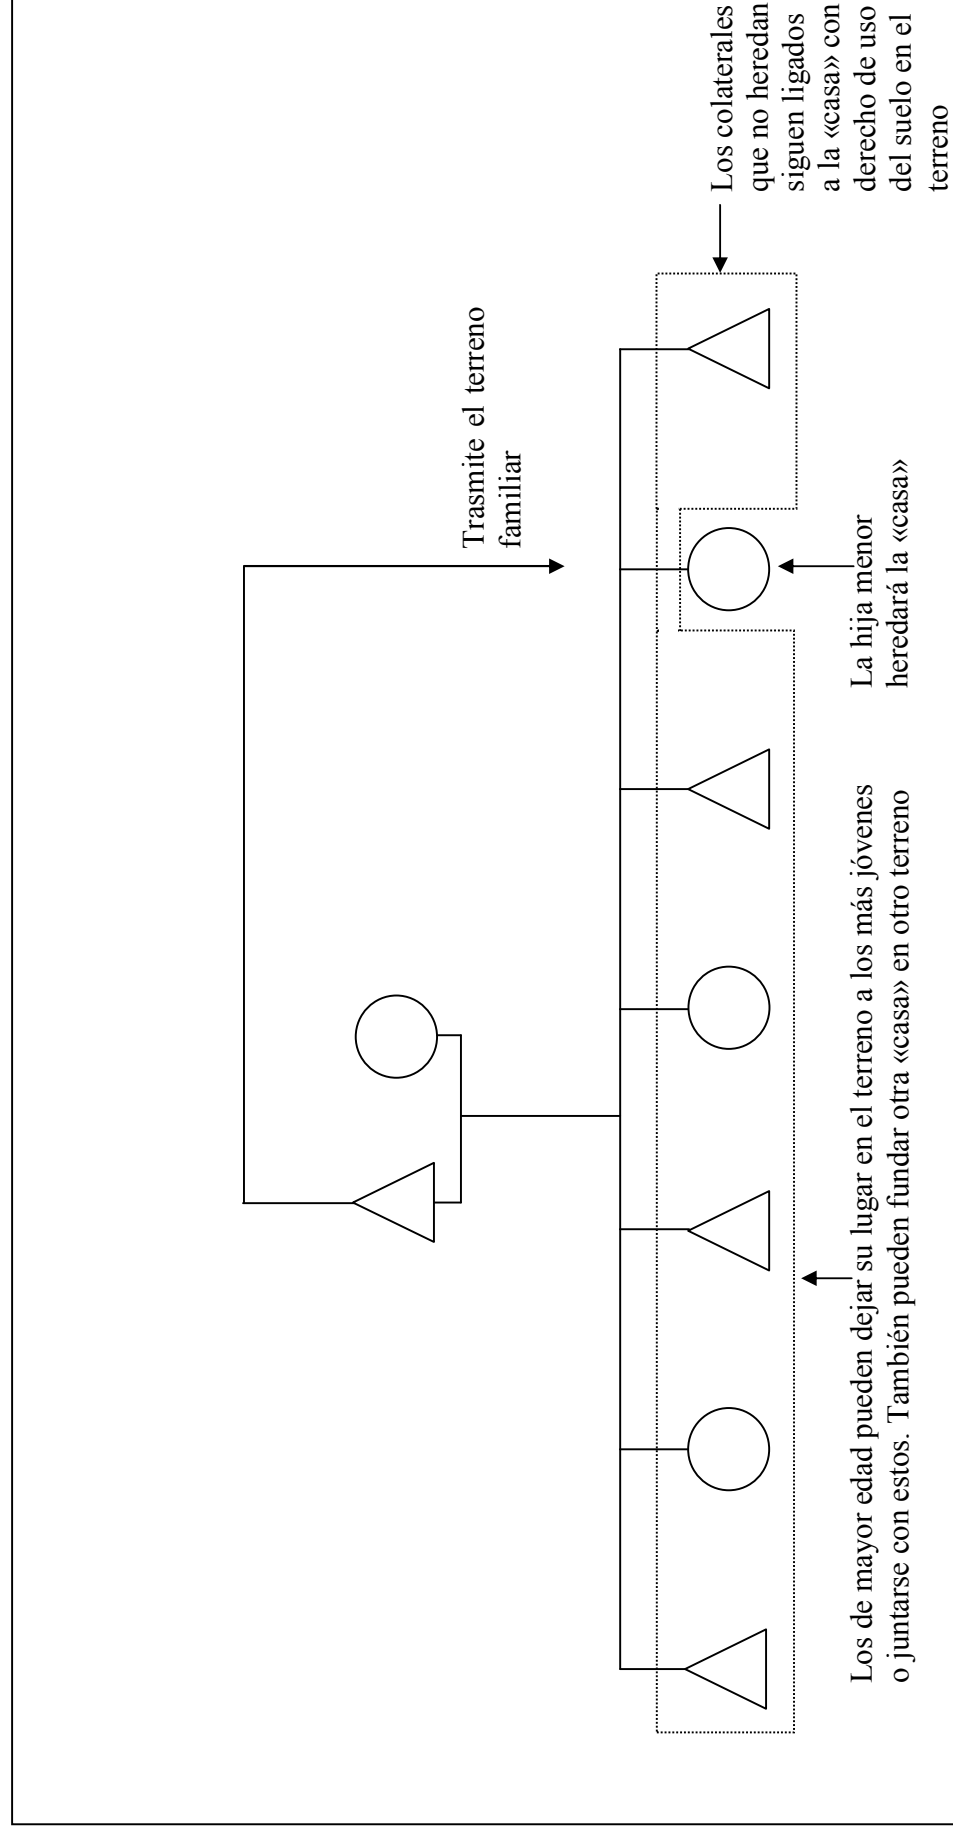 Trasmite el terreno
familiar
Los colaterales
que no heredan
siguen ligados
a la «casa» con
derecho de uso
del suelo en el
terreno
La hija menor
heredará la «casa»
Los de mayor edad pueden dejar su lugar en el terreno a los más jóvenes
o juntarse con estos. También pueden fundar otra «casa» en otro terreno